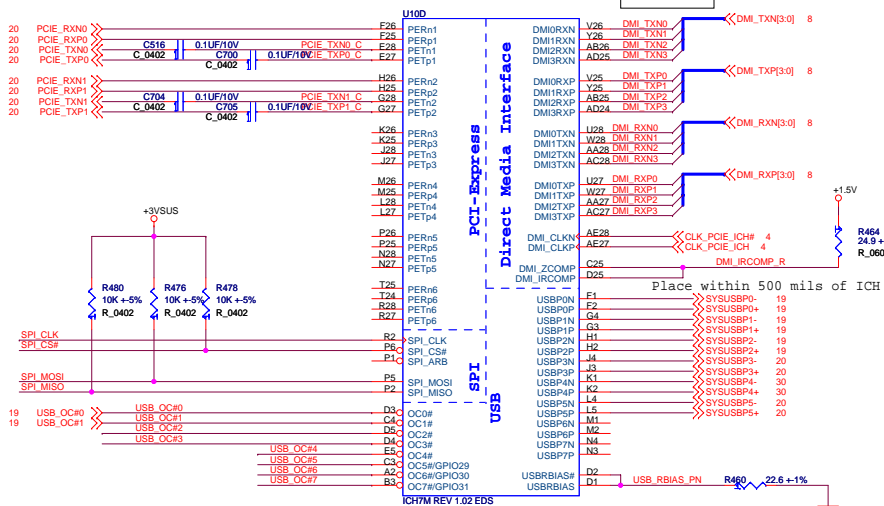 U10D
20 PCIE_RXN0 F26 PERn1
20 PCIE_RXP0 F25 PERp1
20 PCIE_TXN0 C516 0.1UF/10V PCIE_TXN0_C E28 PETn1
20 PCIE_TXP0 C_0402 C700 0.1UF/10V PCIE_TXP0_C E27 PETp1
C_0402
20 PCIE_RXN1 H26 PERn2
20 PCIE_RXP1 H25 PERp2
20 PCIE_TXN1 C704 0.1UF/10V PCIE_TXN1_C G28 PETn2
20 PCIE_TXP1 C_0402 C705 0.1UF/10V PCIE_TXP1_C G27 PETp2
C_0402
K26 PERn3
K25 PERp3
J28 PETn3
J27 PETp3
M26 PERn4
M25 PERp4
L28 PETn4
L27 PETp4
P26 PERn5
P25 PERp5
N28 PETn5
N27 PETp5
T25 PERn6
T24 PERp6
R28 PETn6
R27 PETp6
PCI-Express
Direct Media Interface
+3VSUS
R480
10K +-5%
R_0402
R476
10K +-5%
R_0402
R478
10K +-5%
R_0402
SPI_CLK R2 SPI_CLK
SPI_CS# P6 SPI_CS#
P1 SPI_ARB
SPI_MOSI P5 SPI_MOSI
SPI_MISO P2 SPI_MISO
SPI
USB
19 USB_OC#0 USB_OC#0 D3 OC0#
19 USB_OC#1 USB_OC#1 C4 OC1#
USB_OC#2 D5 OC2#
USB_OC#3 D4 OC3#
USB_OC#4 E5 OC4#
USB_OC#5 C3 OC5#/GPIO29
USB_OC#6 A2 OC6#/GPIO30
USB_OC#7 B3 OC7#/GPIO31
ICH7M REV 1.02 EDS
DMI0RXN V26 DMI_TXN0 DMI_TXN[3:0] 8
DMI1RXN Y26 DMI_TXN1
DMI2RXN AB26 DMI_TXN2
DMI3RXN AD25 DMI_TXN3
DMI0RXP V25 DMI_TXP0 DMI_TXP[3:0] 8
DMI1RXP Y25 DMI_TXP1
DMI2RXP AB25 DMI_TXP2
DMI3RXP AD24 DMI_TXP3
DMI0TXN U28 DMI_RXN0 DMI_RXN[3:0] 8
DMI1TXN W28 DMI_RXN1
DMI2TXN AA28 DMI_RXN2
DMI3TXN AC28 DMI_RXN3
DMI0TXP U27 DMI_RXP0 DMI_RXP[3:0] 8
DMI1TXP W27 DMI_RXP1
DMI2TXP AA27 DMI_RXP2
DMI3TXP AC27 DMI_RXP3
DMI_CLKN AE28 CLK_PCIE_ICH# 4
DMI_CLKP AE27 CLK_PCIE_ICH 4
DMI_ZCOMP C25 DMI_IRCOMP_R
DMI_IRCOMP D25
+1.5V
R464
24.9 +
R_060
Place within 500 mils of ICH
USBP0N F1 SYSUSBP0- 19
USBP0P F2 SYSUSBP0+ 19
USBP1N G4 SYSUSBP1- 19
USBP1P G3 SYSUSBP1+ 19
USBP2N H1 SYSUSBP2- 19
USBP2P H2 SYSUSBP2+ 19
USBP3N J4 SYSUSBP3- 20
USBP3P J3 SYSUSBP3+ 20
USBP4N K1 SYSUSBP4- 30
USBP4P K2 SYSUSBP4+ 30
USBP5N L4 SYSUSBP5- 20
USBP5P L5 SYSUSBP5+ 20
USBP6N M1
USBP6P M2
USBP7N N4
USBP7P N3
USBRBIAS# D2
USBRBIAS D1 USB_RBIAS_PN R460 22.6 +-1%